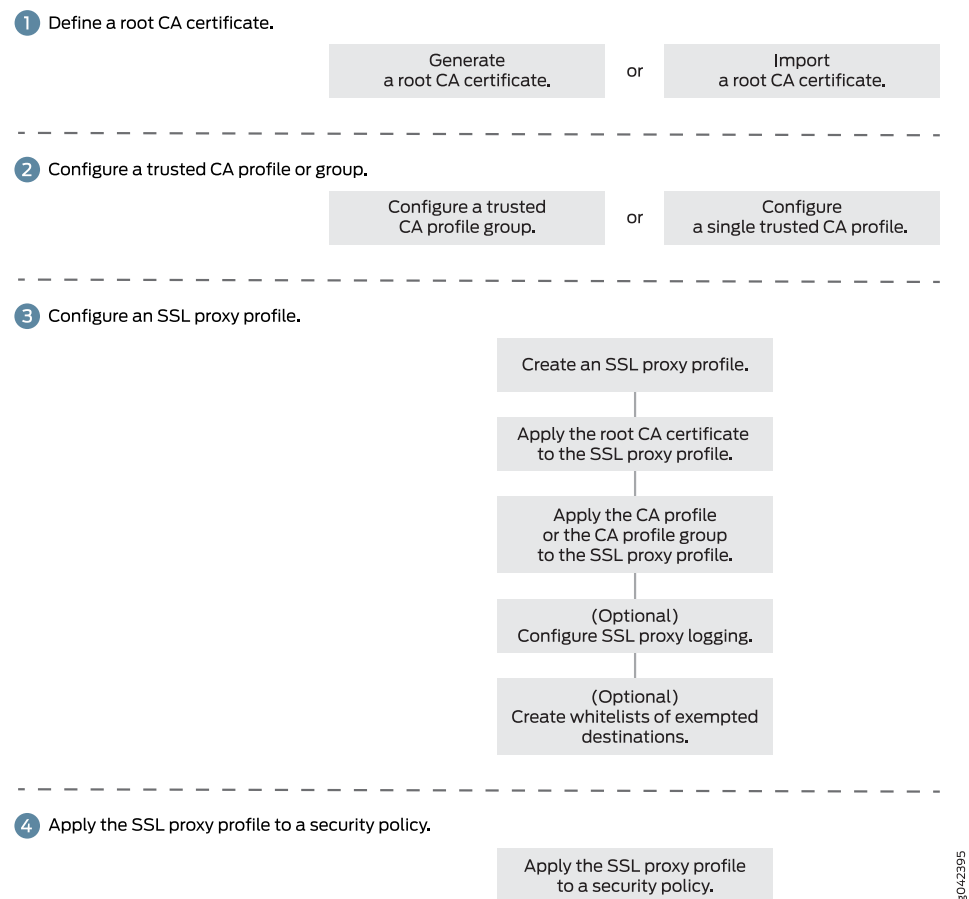 1 Define a root CA certificate.
Generate
a root CA certificate.
or
Import
a root CA certificate.
2 Configure a trusted CA profile or group.
Configure a trusted
CA profile group.
or
Configure
a single trusted CA profile.
3 Configure an SSL proxy profile.
Create an SSL proxy profile.
Apply the root CA certificate
to the SSL proxy profile.
Apply the CA profile
or the CA profile group
to the SSL proxy profile.
(Optional)
Configure SSL proxy logging.
(Optional)
Create whitelists of exempted
destinations.
4 Apply the SSL proxy profile to a security policy.
Apply the SSL proxy profile
to a security policy.
g042395